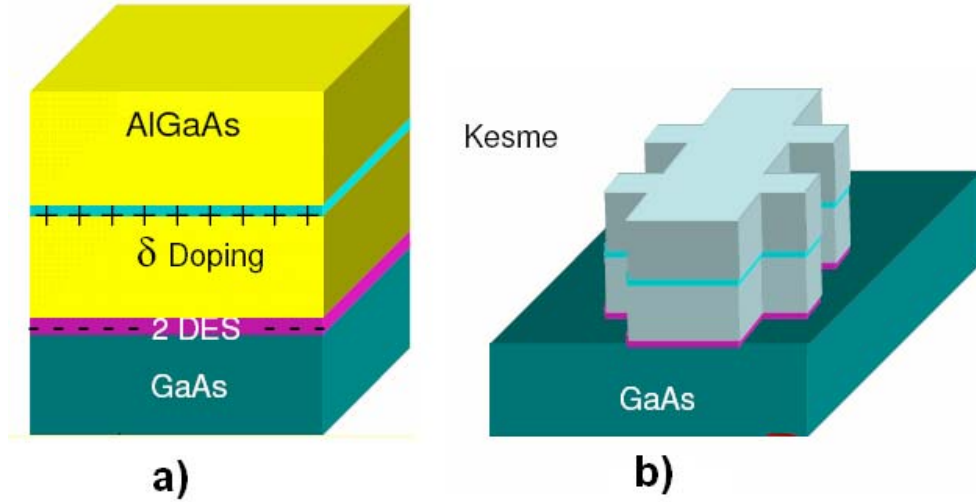 AlGaAs
δ Doping
2 DES
GaAs
a)
Kesme
GaAs
b)